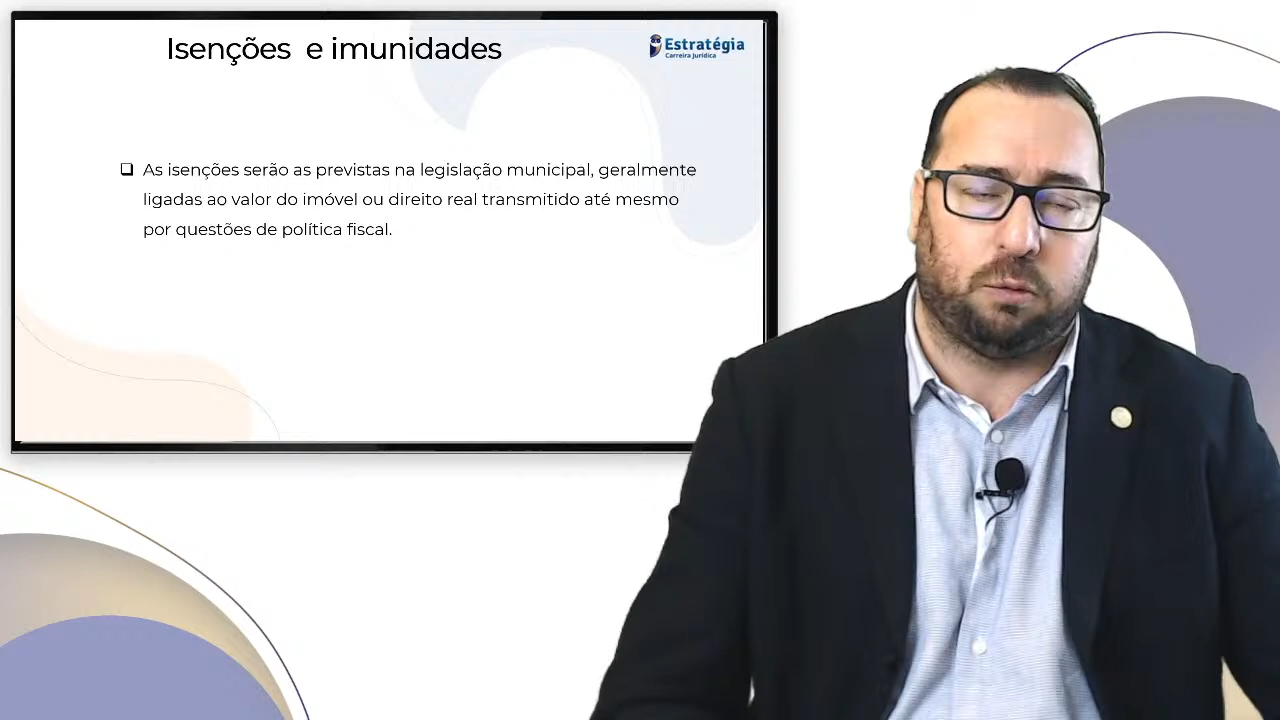 Isenções e imunidades
Estratégia
Carreira Jurídica
❑ As isenções serão as previstas na legislação municipal, geralmente
ligadas ao valor do imóvel ou direito real transmitido até mesmo
por questões de política fiscal.